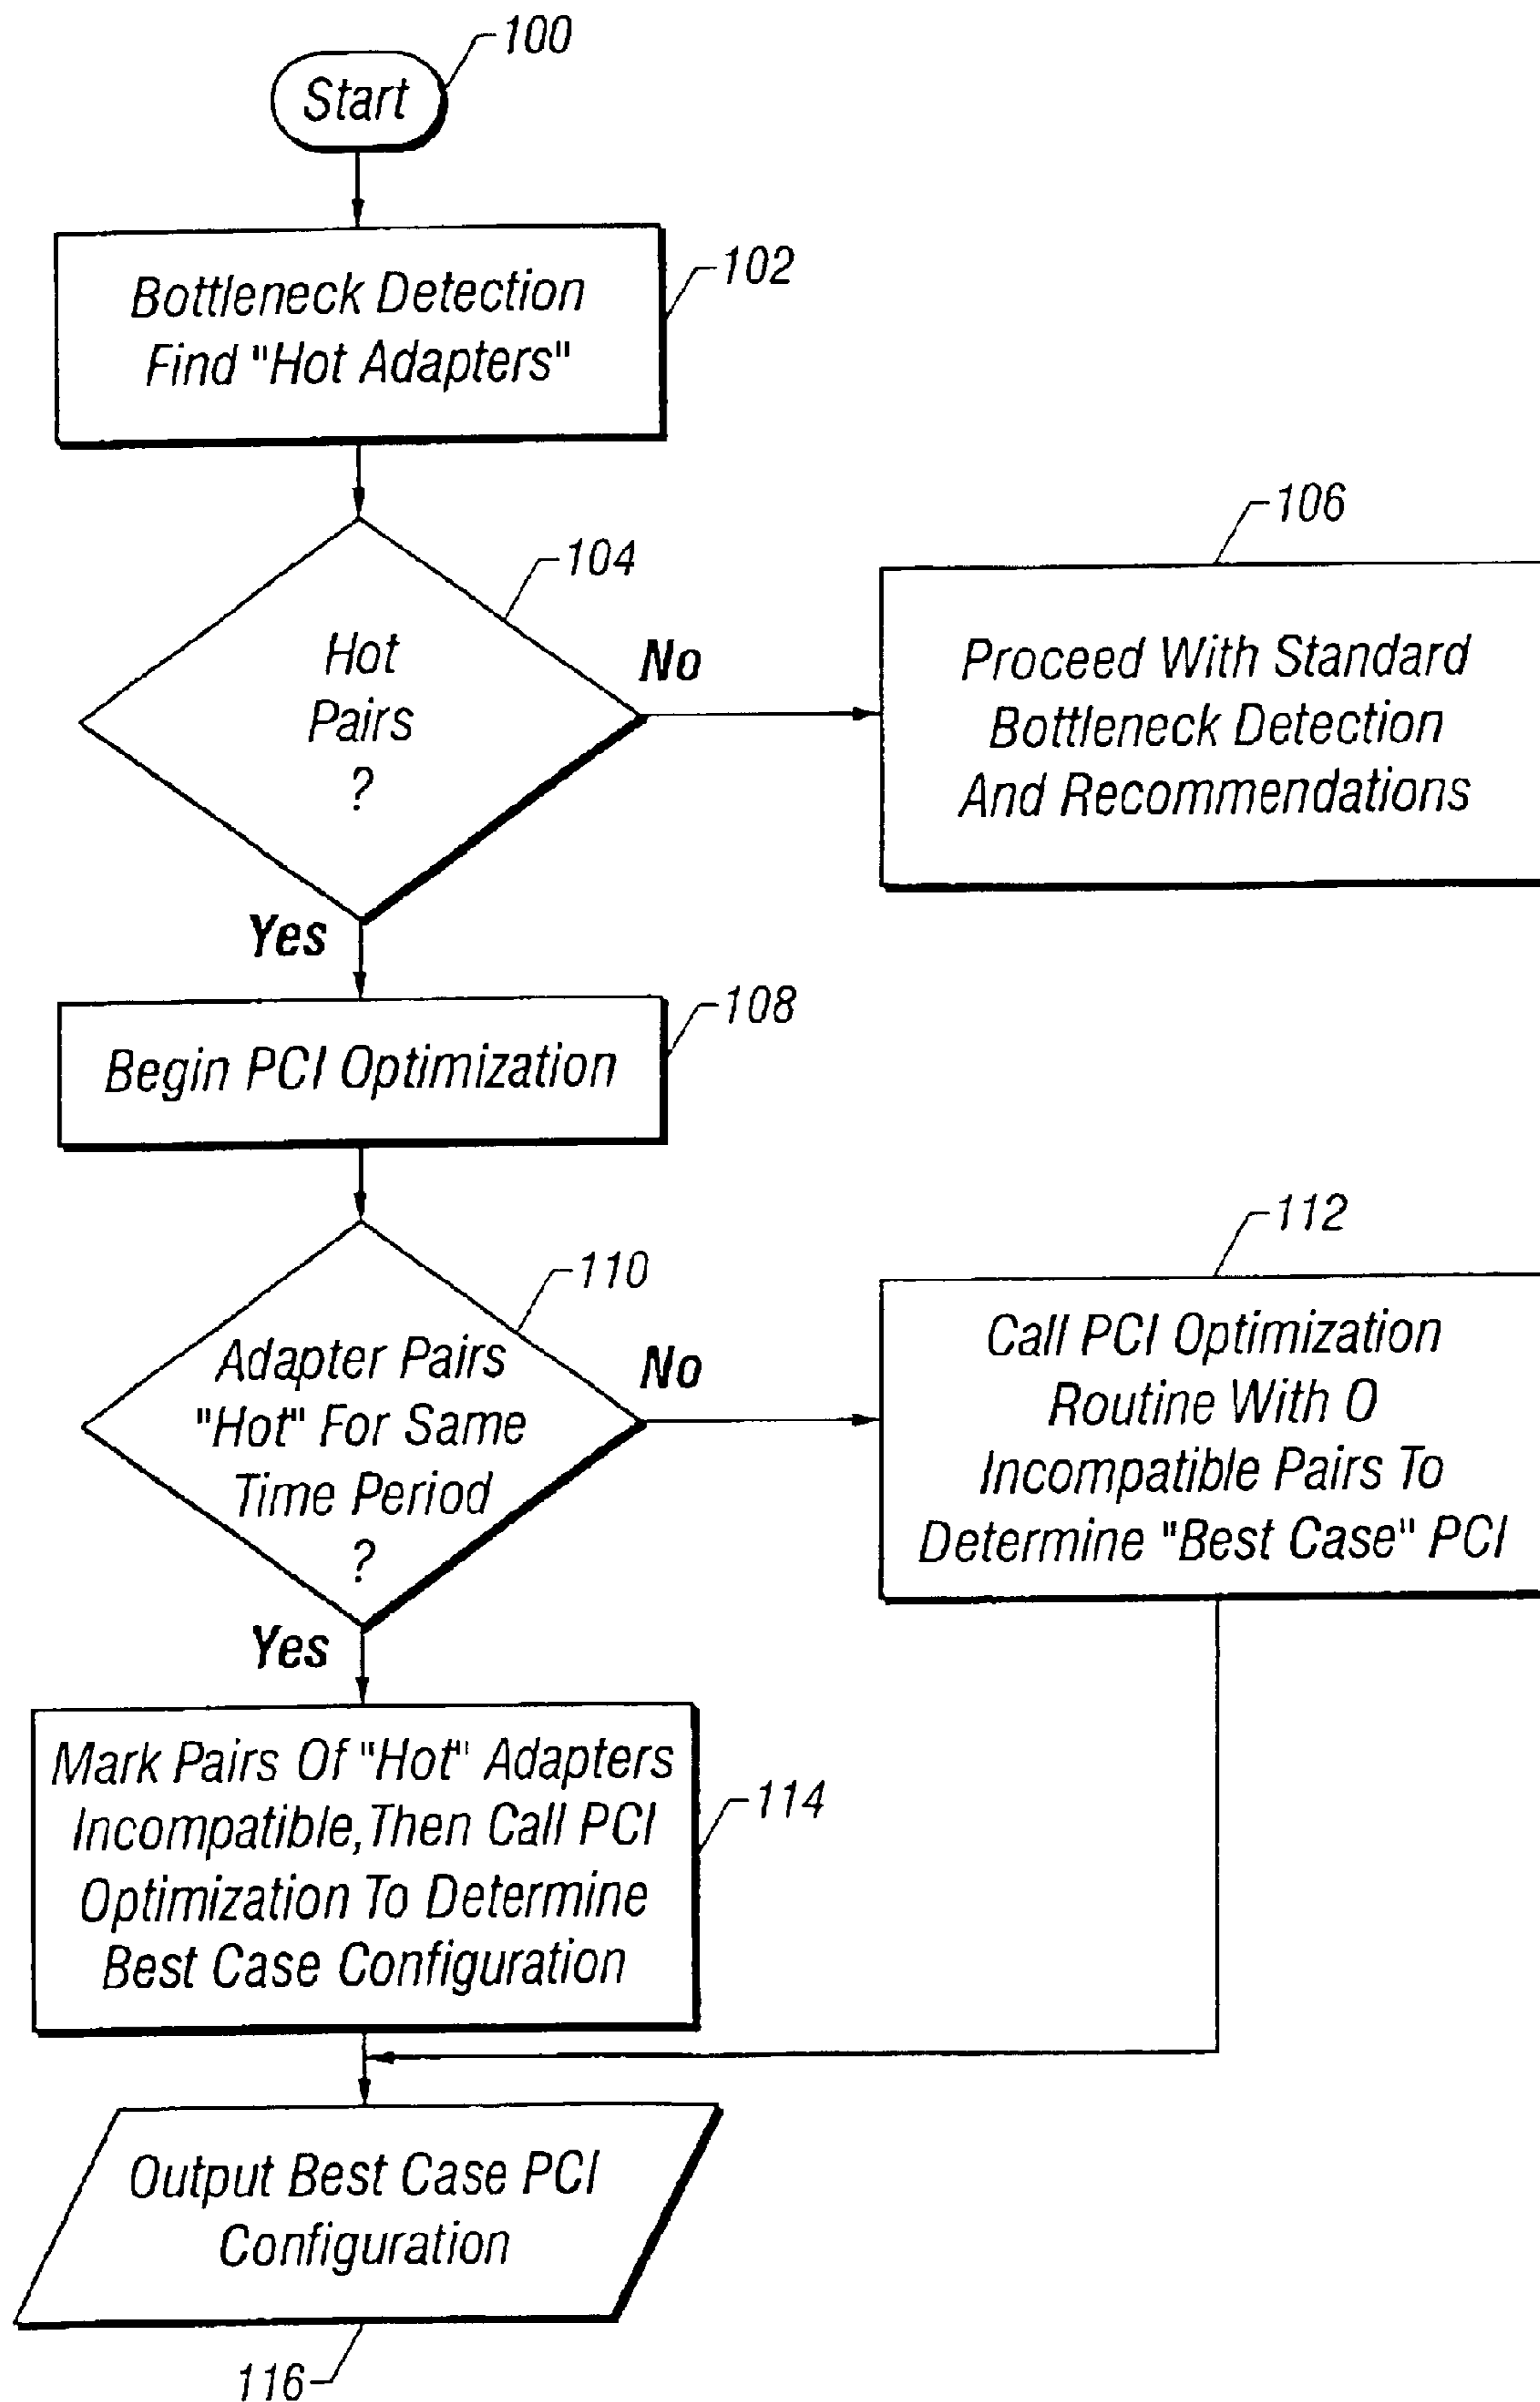 100
Start
102
Bottleneck Detection
Find "Hot Adapters"
104
Hot
Pairs
?
No
106
Proceed With Standard
Bottleneck Detection
And Recommendations
Yes
108
Begin PCI Optimization
110
Adapter Pairs
"Hot" For Same
Time Period
?
No
112
Call PCI Optimization
Routine With O
Incompatible Pairs To
Determine "Best Case" PCI
Yes
Mark Pairs Of "Hot" Adapters
Incompatible,Then Call PCI
Optimization To Determine
Best Case Configuration
114
Output Best Case PCI
Configuration
116